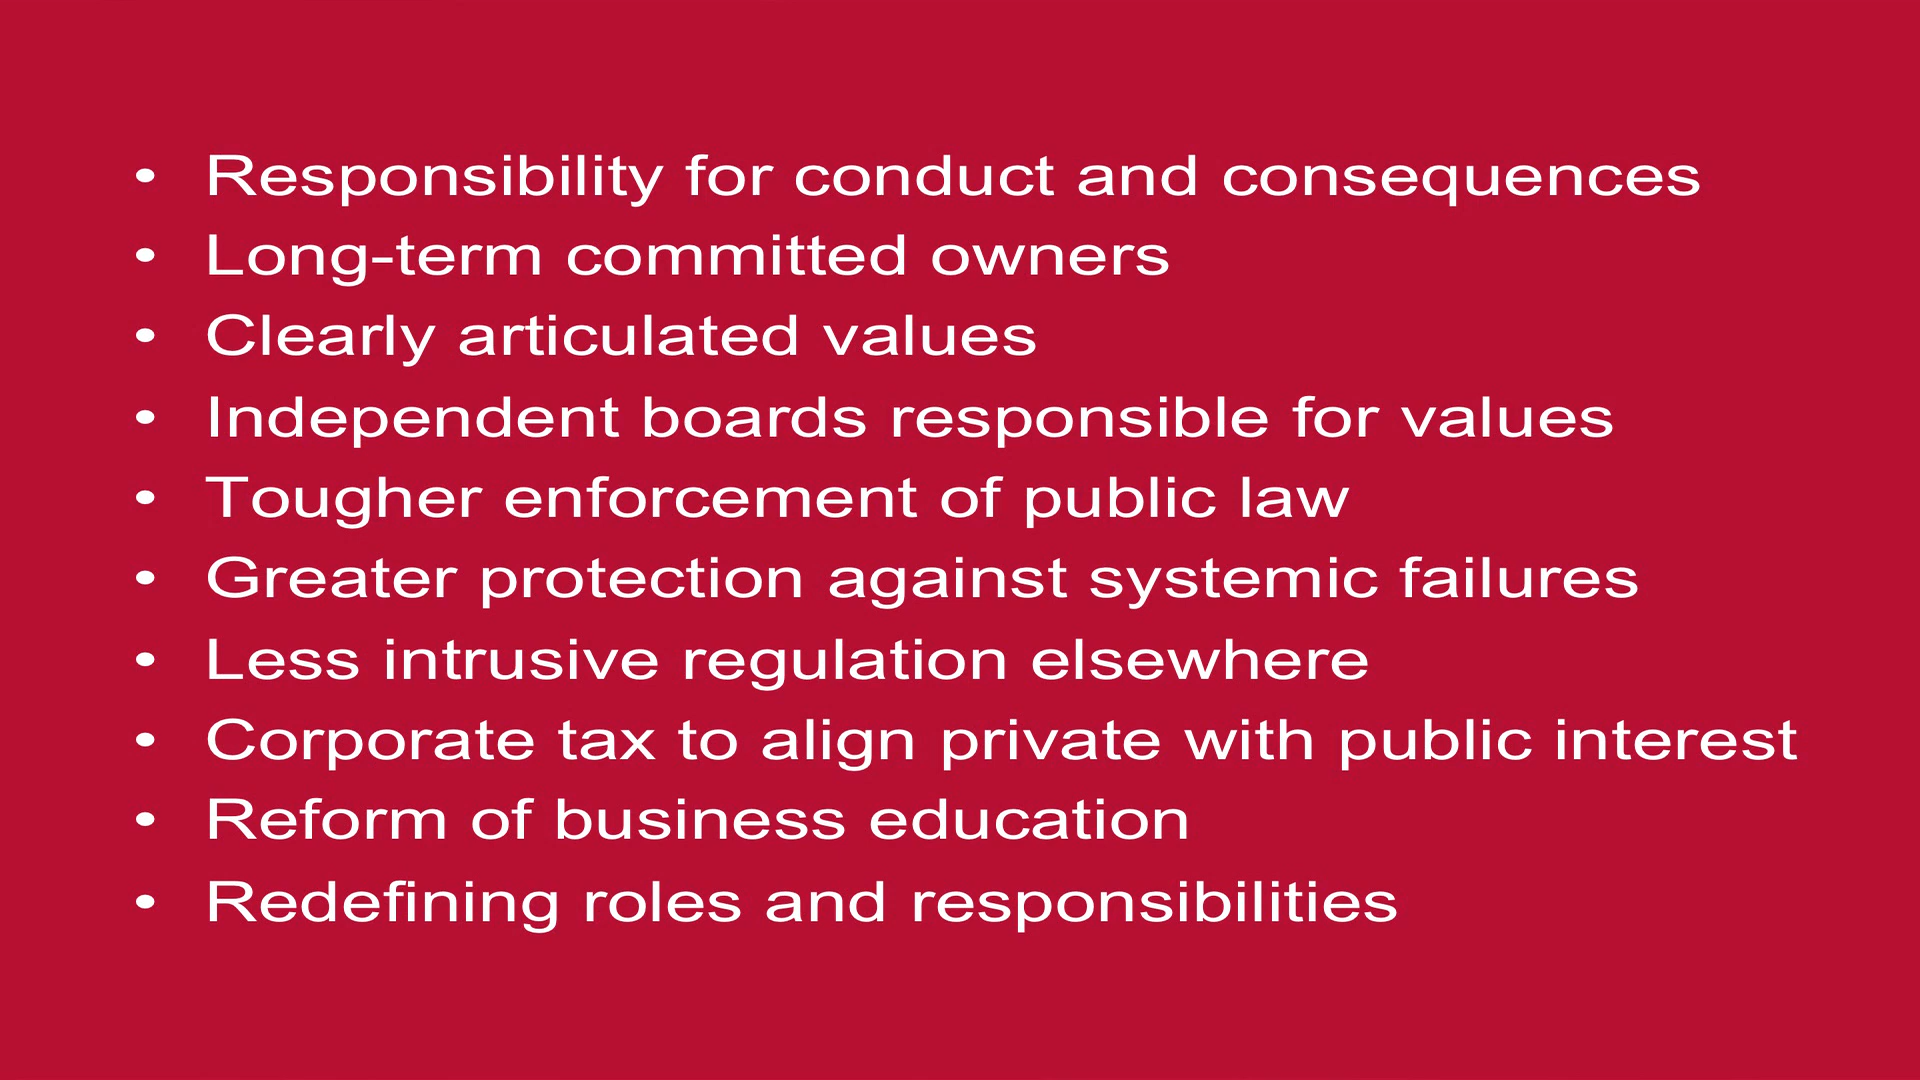 • Responsibility for conduct and consequences
• Long-term committed owners
• Clearly articulated values
• Independent boards responsible for values
• Tougher enforcement of public law
• Greater protection against systemic failures
• Less intrusive regulation elsewhere
• Corporate tax to align private with public interest
• Reform of business education
• Redefining roles and responsibilities